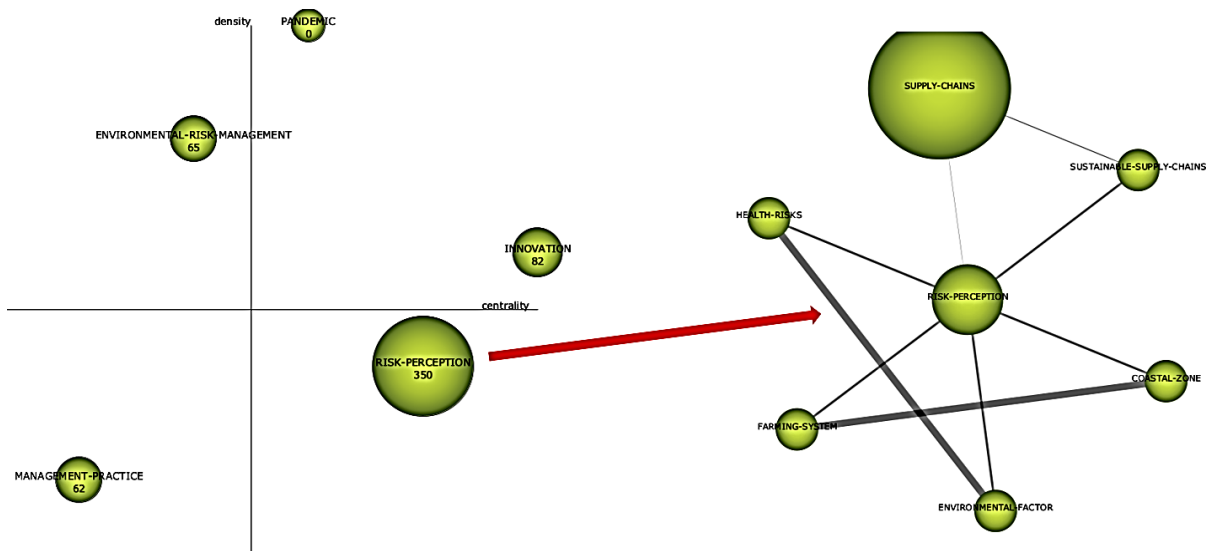 density
PANDEMIC
0
ENVIRONMENTAL-RISK-MANAGEMENT
65
INNOVATION
82
centrality
RISK-PERCEPTION
350
MANAGEMENT-PRACTICE
62
SUPPLY-CHAINS
SUSTAINABLE-SUPPLY-CHAINS
HEALTH-RISKS
RISK-PERCEPTION
COASTAL-ZONE
FARMING-SYSTEM
ENVIRONMENTAL-FACTOR